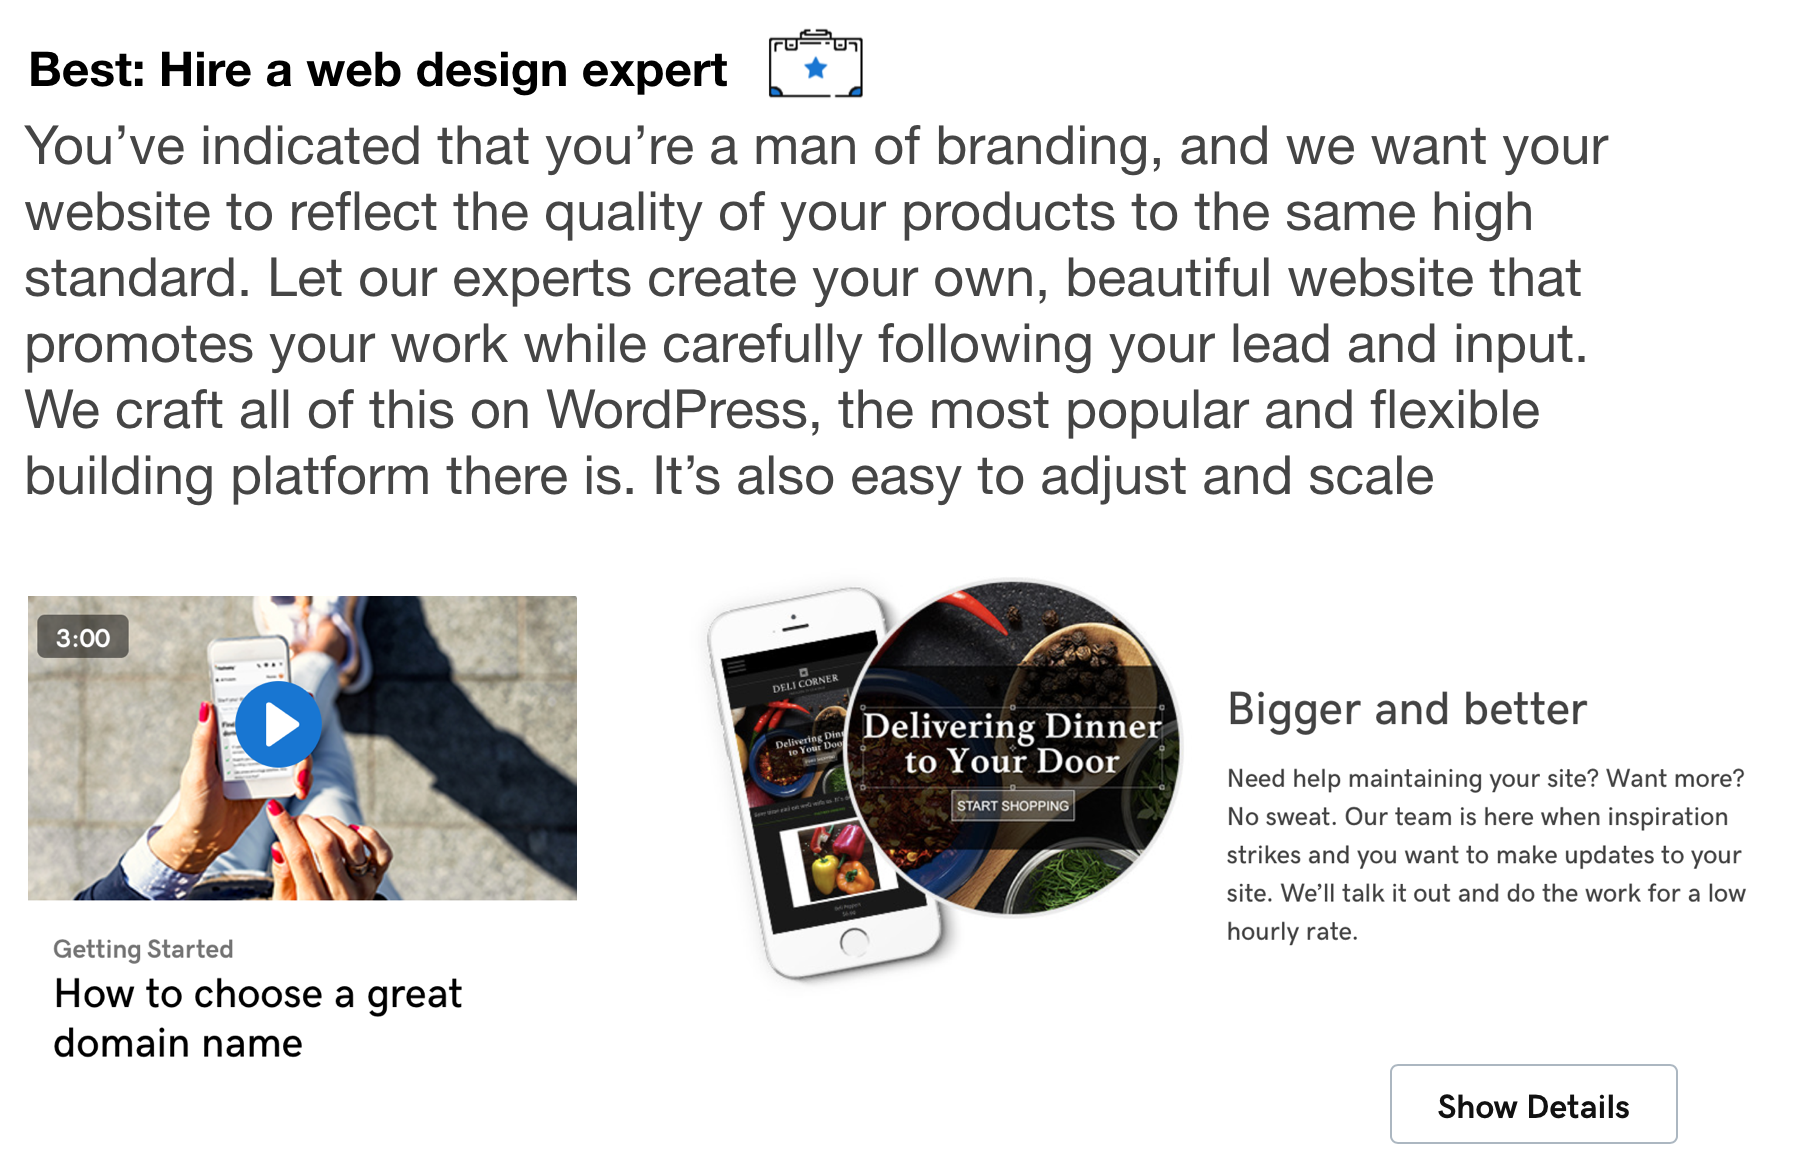 Best: Hire a web design expert
You’ve indicated that you’re a man of branding, and we want your
website to reflect the quality of your products to the same high
standard. Let our experts create your own, beautiful website that
promotes your work while carefully following your lead and input.
We craft all of this on WordPress, the most popular and flexible
building platform there is. It’s also easy to adjust and scale
3:00
Getting Started
How to choose a great
domain name
DELI CORNER
Delivering Dinn
to Your Doo
Delivering Dinner
to Your Door
START SHOPPING
Bigger and better
Need help maintaining your site? Want more?
No sweat. Our team is here when inspiration
strikes and you want to make updates to your
site. We’ll talk it out and do the work for a low
hourly rate.
Show Details